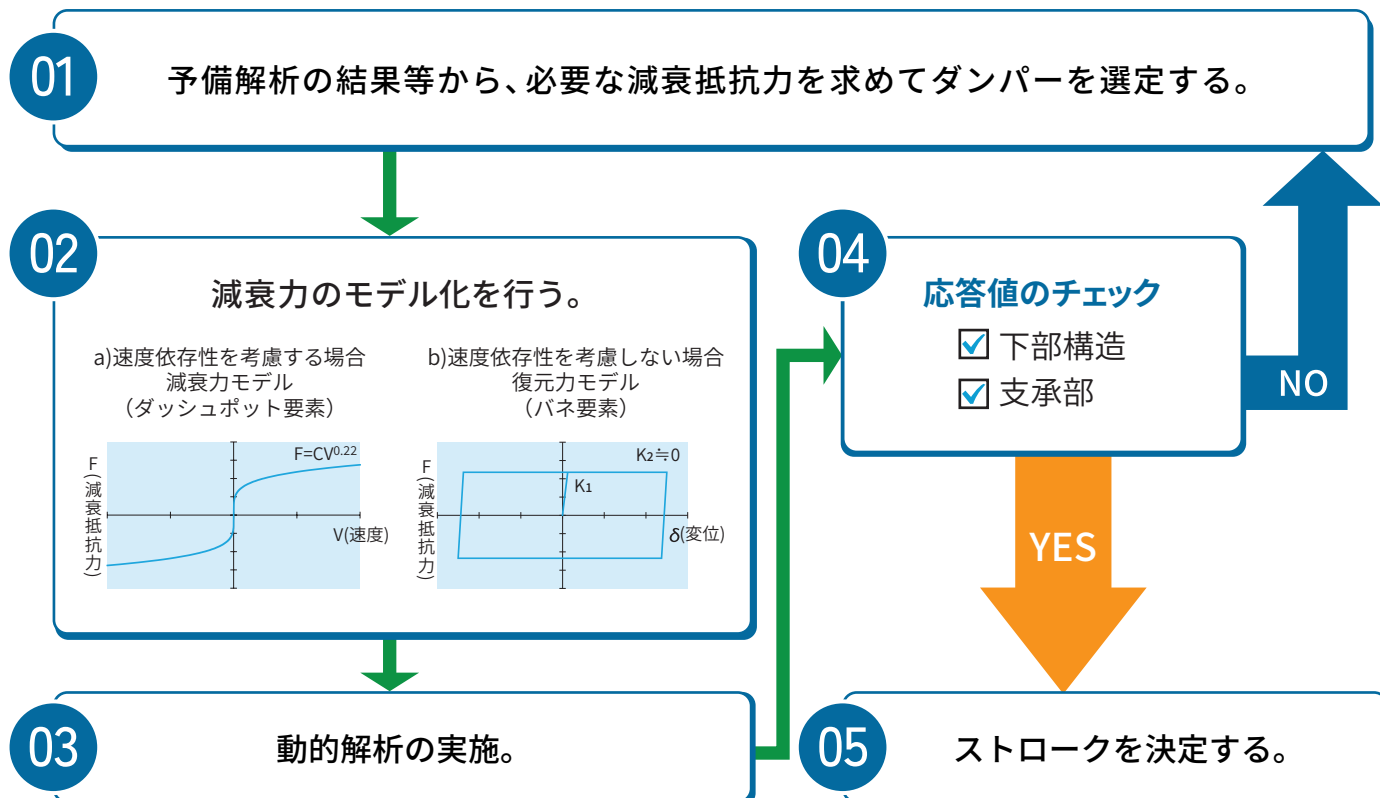 01
予備解析の結果等から、必要な減衰抵抗力を求めてダンパーを選定する。
02
減衰力のモデル化を行う。
a)速度依存性を考慮する場合
減衰力モデル
（ダッシュポット要素）
F=CV0.22
F(減衰抵抗力)
V(速度)
b)速度依存性を考慮しない場合
復元力モデル
（バネ要素）
K2≒0
K1
F(減衰抵抗力)
δ(変位)
03
動的解析の実施。
04
応答値のチェック
下部構造
支承部
NO
YES
05
ストロークを決定する。